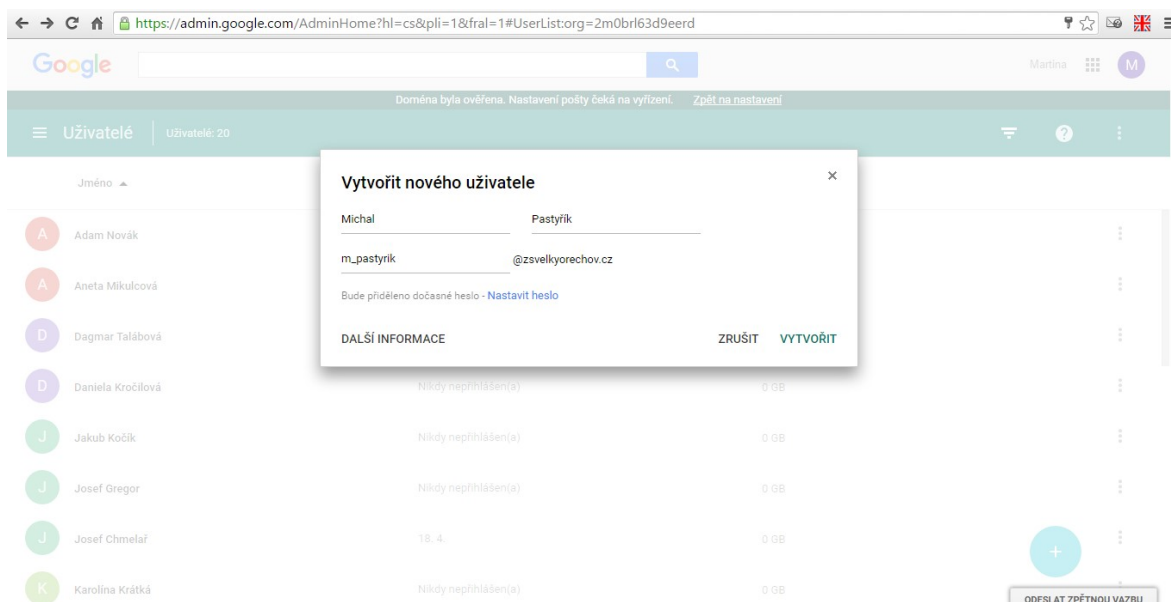 https://admin.google.com/AdminHome?hl=cs&pli=1&fral=1#UserList:org=2m0brl63d9eerd
Google
Martina
M
Doména byla ověřena. Nastavení pošty čeká na vyřízení. Zpět na nastavení
Uživatelé
Uživatelé: 20
Vytvořit nového uživatele
×
Jméno
Michal Pastyřík
A Adam Novák
m_pastyrik @zsvelkyorechov.cz
A Aneta Mikulcová
Bude přiděleno dočasné heslo - Nastavit heslo
D Dagmar Talábová
DALŠÍ INFORMACE ZRUŠIT VYTVOŘIT
D Daniela Kročilová Nikdy nepřihlášen(a) 0 GB
J Jakub Kočík Nikdy nepřihlášen(a) 0 GB
J Josef Gregor Nikdy nepřihlášen(a) 0 GB
J Josef Chmelař 18. 4. 0 GB
+
K Karolína Krátká Nikdy nepřihlášen(a) 0 GB
ODESLAT ZPĚTNOU VAZBU